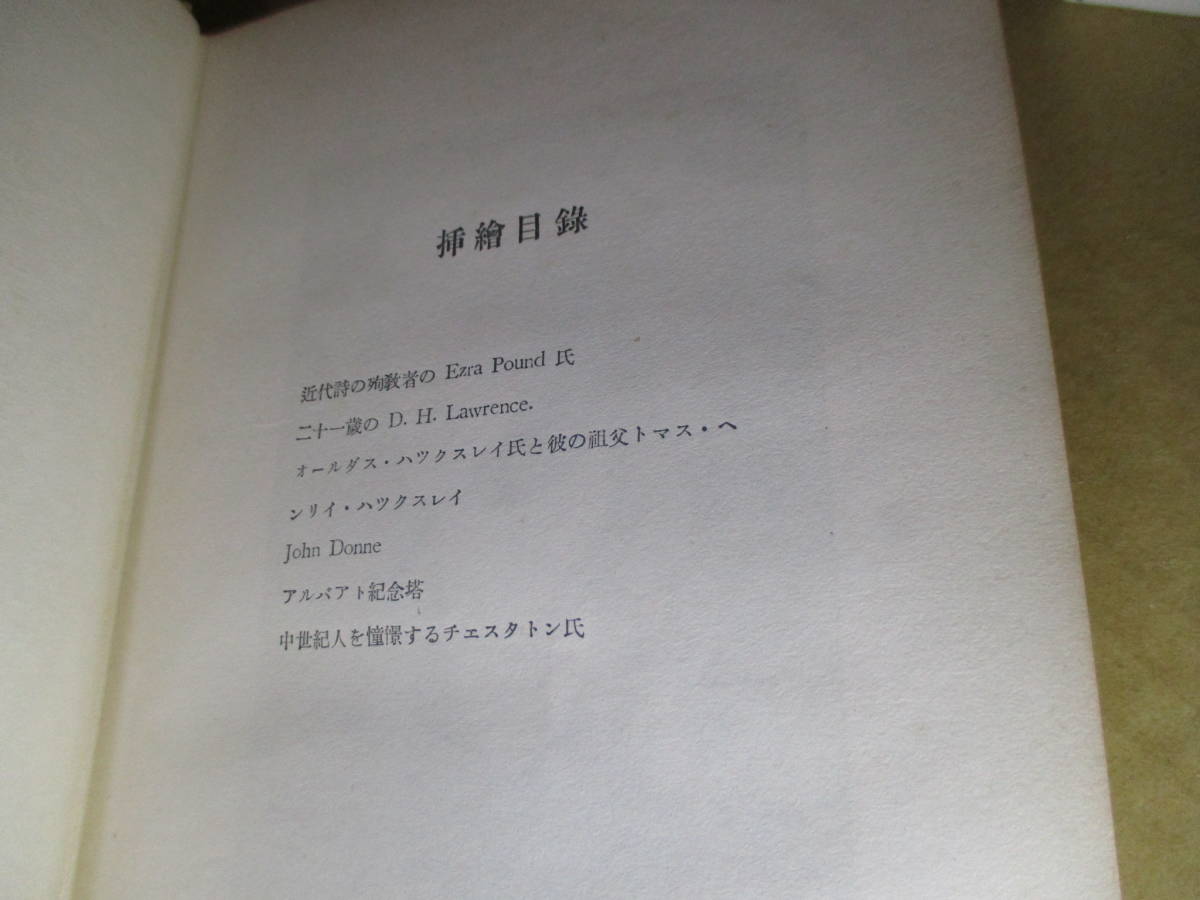 挿繪目錄
近代詩の殉教者の Ezra Pound 氏
二十一歲の D. H. Lawrence.
オールダス・ハツクスレイ氏と彼の祖父トマス・ヘ
ンリイ・ハツクスレイ
John Donne
アルバアト紀念塔
中世紀人を憧憬するチェスタトン氏